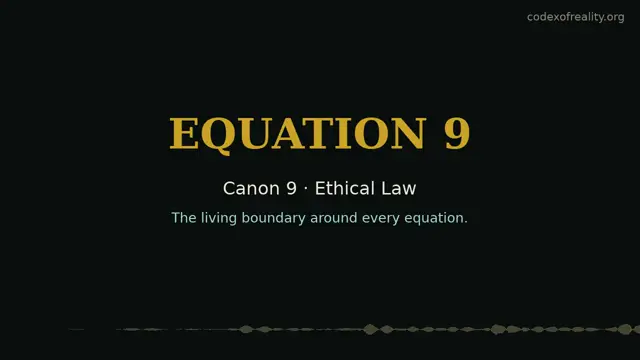 codexofreality.org
EQUATION 9
Canon 9 · Ethical Law
The living boundary around every equation.